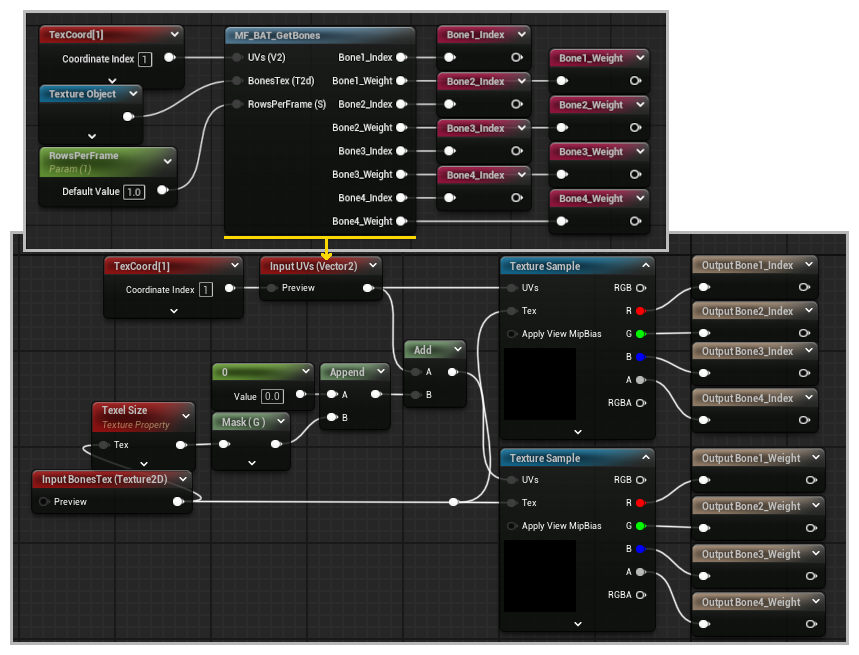 TexCoord[1]
Coordinate Index 1
Texture Object
RowsPerFrame
Param (1)
Default Value 1.0
MF_BAT_GetBones
UVs (V2)
BonesTex (T2d)
RowsPerFrame (S)
Bone1_Index
Bone1_Weight
Bone2_Index
Bone2_Weight
Bone3_Index
Bone3_Weight
Bone4_Index
Bone4_Weight
Bone1_Index
Bone2_Index
Bone3_Index
Bone4_Index
Bone1_Weight
Bone2_Weight
Bone3_Weight
Bone4_Weight
TexCoord[1]
Coordinate Index 1
Input UVs (Vector2)
Preview
0
Value 0.0
Append
A
B
Add
A
B
Texel Size
Texture Property
Tex
Mask ( G )
Input BonesTex (Texture2D)
Preview
Texture Sample
UVs
Tex
Apply View MipBias
RGB
R
G
B
A
RGBA
Output Bone1_Index
Output Bone2_Index
Output Bone3_Index
Output Bone4_Index
Texture Sample
UVs
Tex
Apply View MipBias
RGB
R
G
B
A
RGBA
Output Bone1_Weight
Output Bone2_Weight
Output Bone3_Weight
Output Bone4_Weight